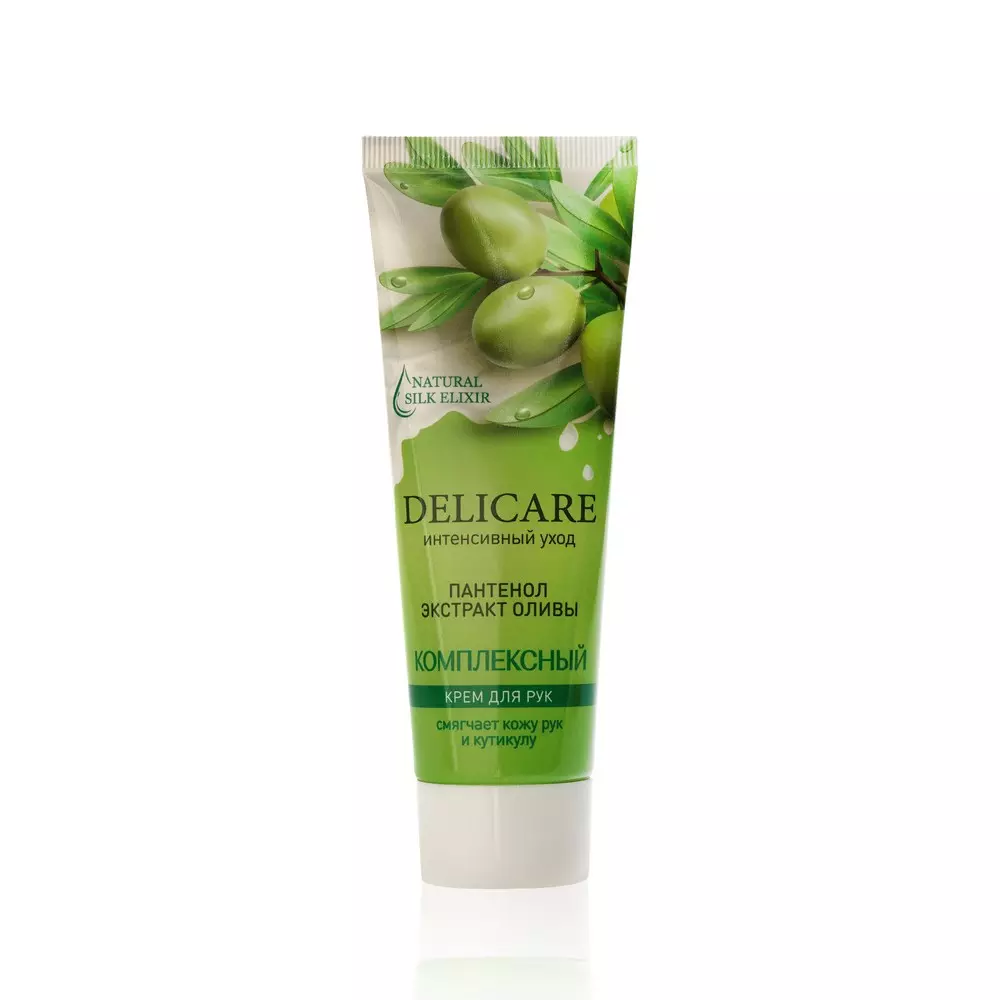 NATURAL
SILK ELIXIR
DELICARE
интенсивный уход
ПАНТЕНОЛ
ЭКСТРАКТ ОЛИВЫ
КОМПЛЕКСНЫЙ
КРЕМ ДЛЯ РУК
смягчает кожу рук
и кутикулу